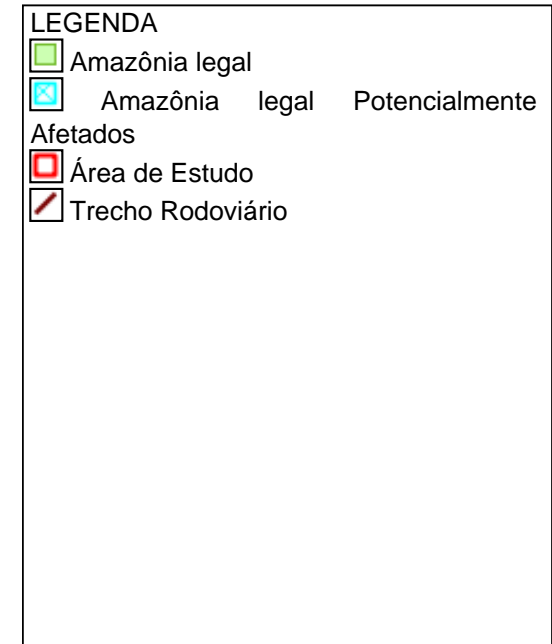 LEGENDA
Amazônia legal
Amazônia legal Potencialmente
Afetados
Área de Estudo
Trecho Rodoviário